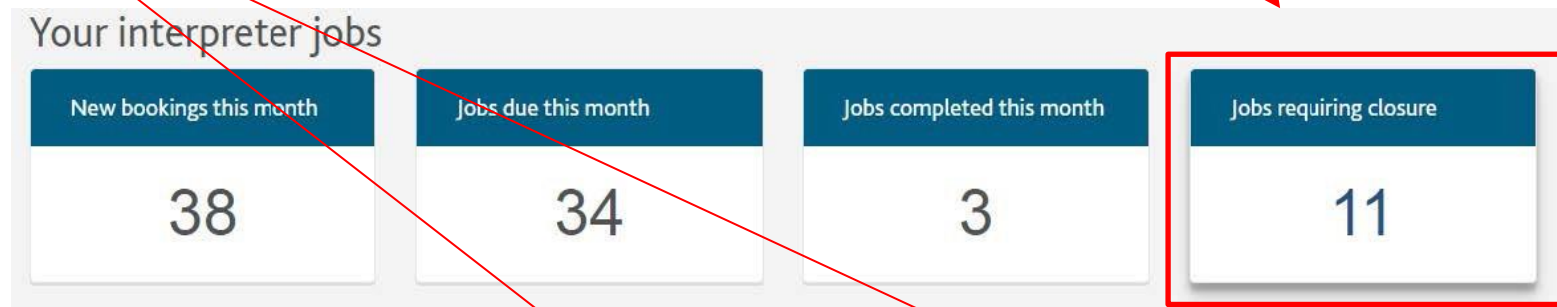 Your interpreter jobs
New bookings this month
Jobs due this month
Jobs completed this month
Jobs requiring closure
38
34
3
11